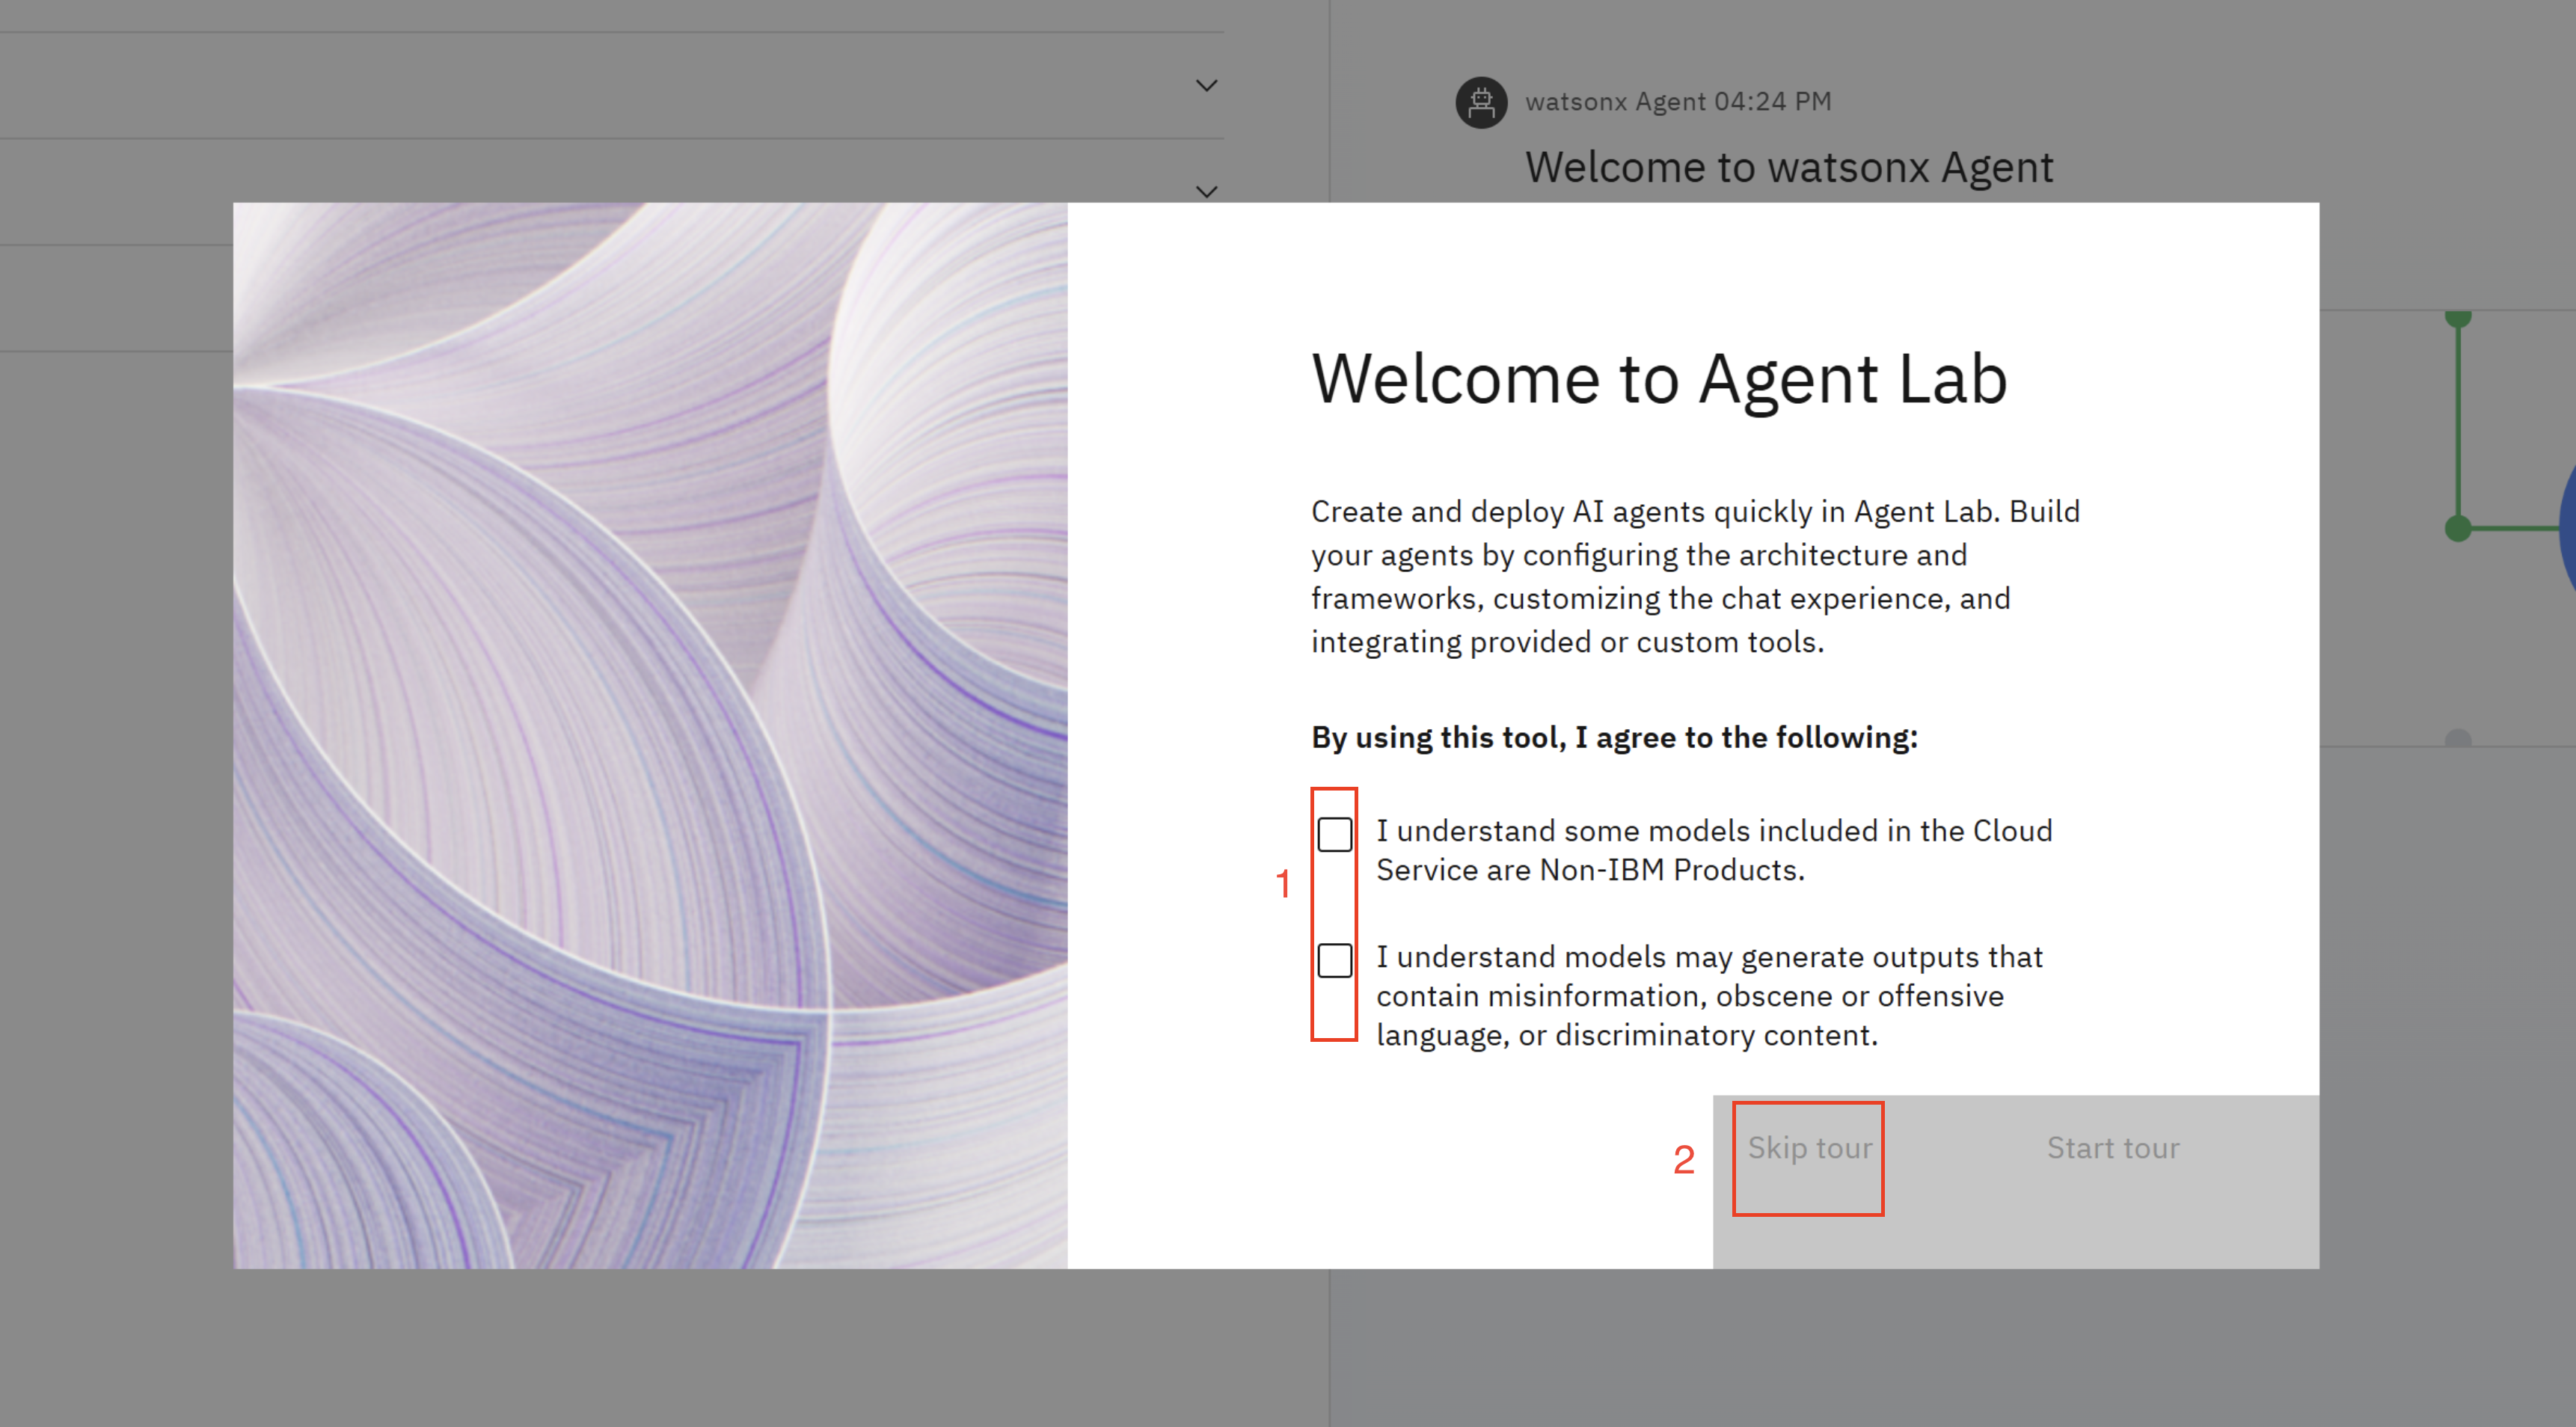 watsonx Agent 04:24 PM
Welcome to watsonx Agent
Welcome to Agent Lab
Create and deploy AI agents quickly in Agent Lab. Build
your agents by configuring the architecture and
frameworks, customizing the chat experience, and
integrating provided or custom tools.
By using this tool, I agree to the following:
I understand some models included in the Cloud
Service are Non-IBM Products.
1
I understand models may generate outputs that
contain misinformation, obscene or offensive
language, or discriminatory content.
2
Skip tour
Start tour